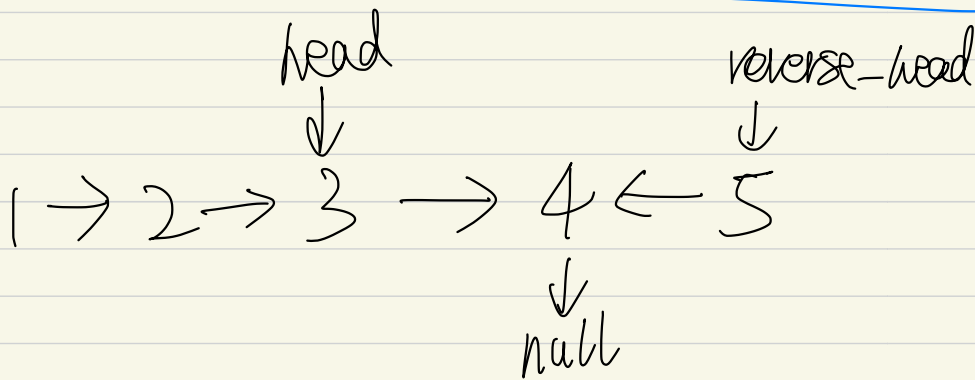 head reverse_head
1 → 2 → 3 → 4 ← 5
null